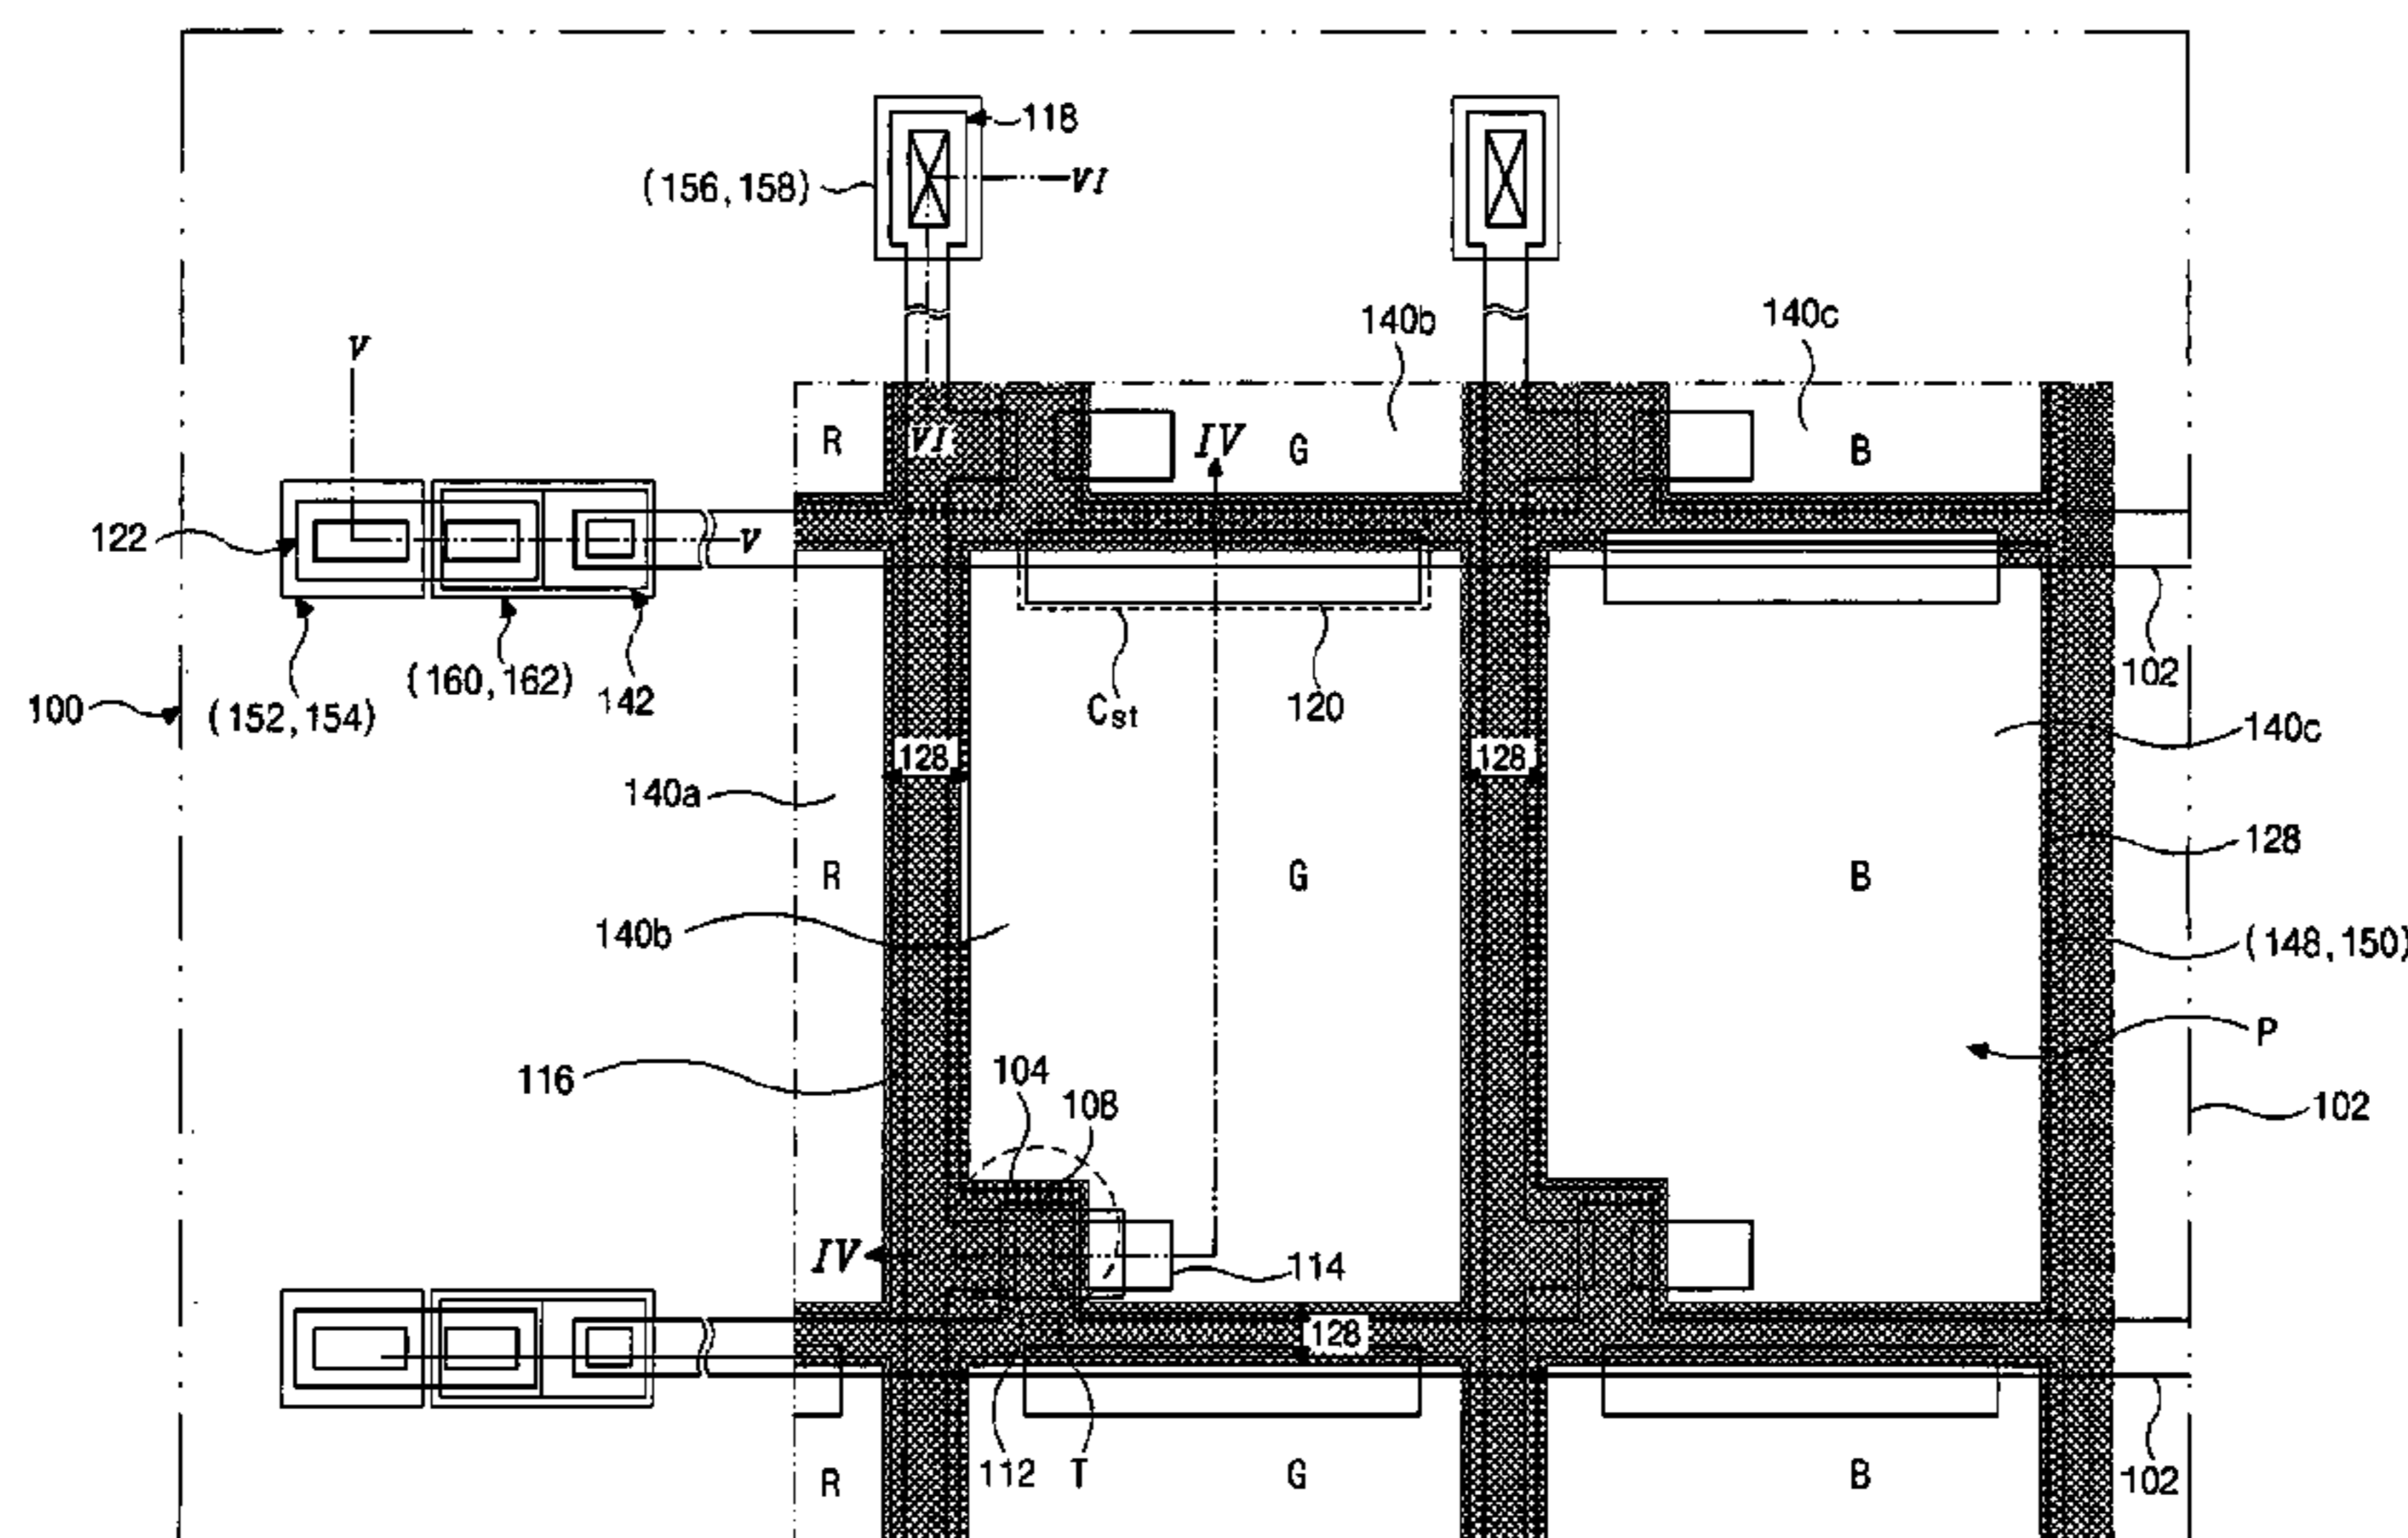 118
(156,158)
VI
140b
140c
V
R
VI
IV
G
B
122
V
(152,154)
(160,162)
142
100
Cst
120
102
128
128
140c
140a
128
R
G
B
140b
(148,150)
P
116
104
108
102
IV
114
128
112
T
R
G
B
102